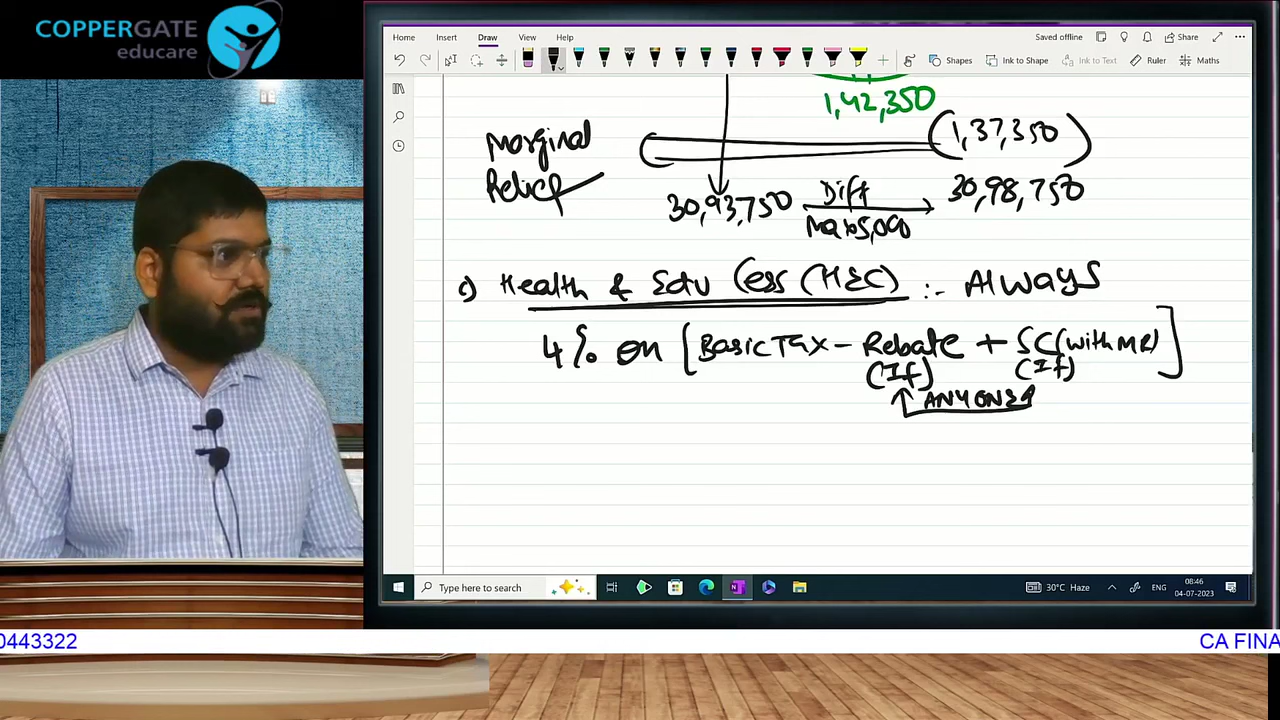 COPPERGATE
educare
Home Insert Draw View Help
Saved offline
Share
Shapes
Ink to Shape
Ink to Text
Ruler
Maths
1,42,350
Marginal (1,37,350)
Relief
30,93,750 Diff 30,98,750
Max 5,000
c) Health & Edu Cess (HEC) :- Always
4% on [Basic Tax - Rebate + SC (with MR)]
(If) (If)
ANYONE
Type here to search
30°C Haze
ENG
08:46
04-07-2023
0443322
CA FINA